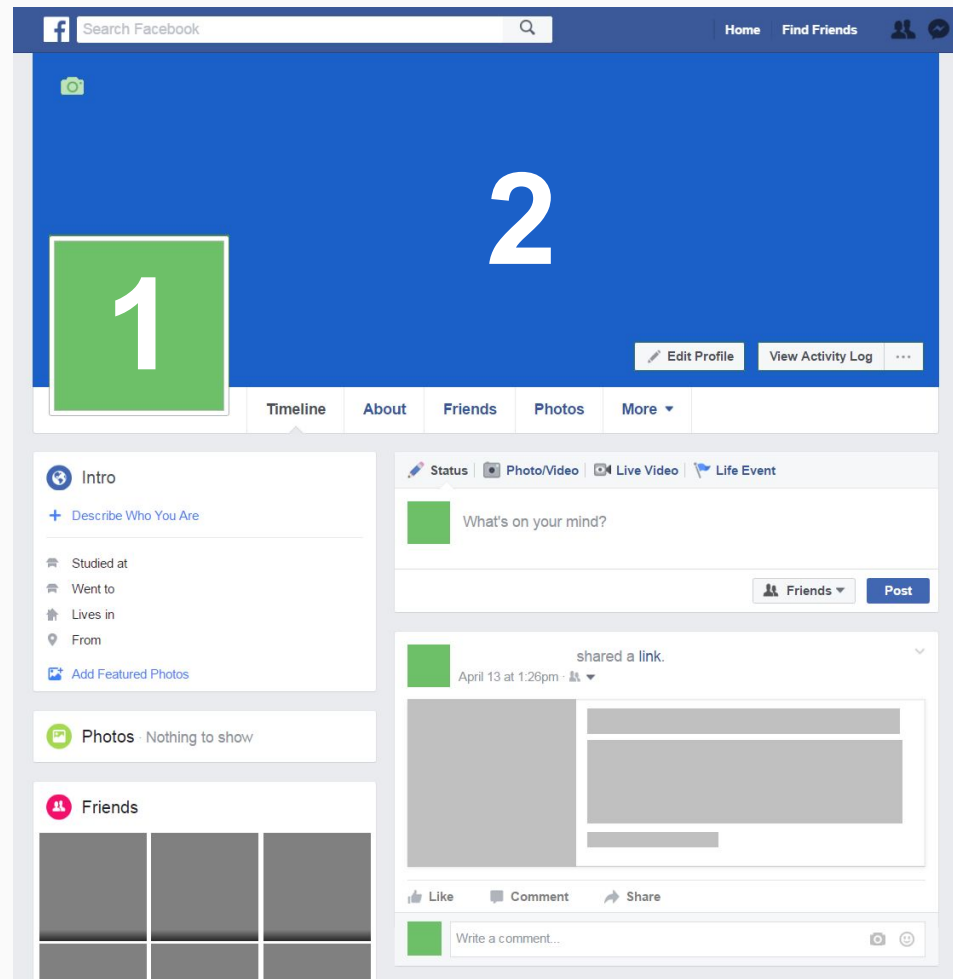 f Search Facebook Home Find Friends
2
1
Edit Profile View Activity Log ...
Timeline About Friends Photos More
Intro
+ Describe Who You Are
Studied at
Went to
Lives in
From
Add Featured Photos
Photos · Nothing to show
Friends
Status Photo/Video Live Video Life Event
What's on your mind?
Friends Post
shared a link.
April 13 at 1:26pm ·
Like Comment Share
Write a comment...